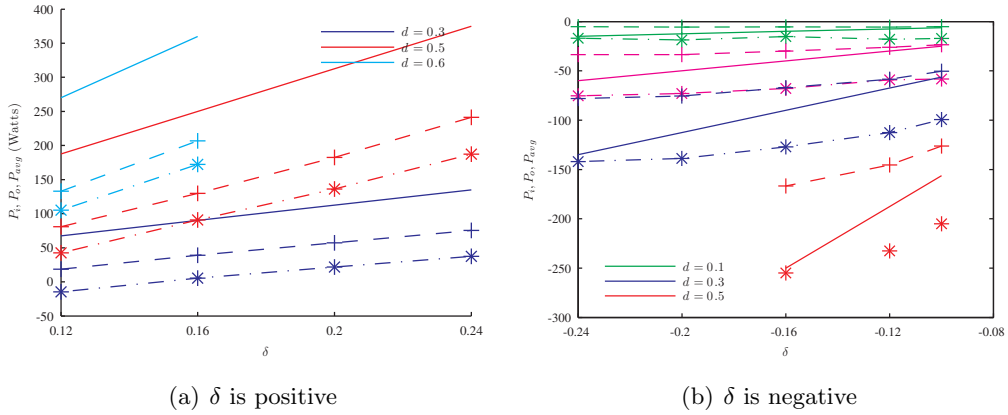 400
350
300
250
200
150
100
50
0
-50
0.12 0.16 0.2 0.24
δ
P_i, P_o, P_avg (Watts)
d = 0.3
d = 0.5
d = 0.6
(a) δ is positive
0
-50
-100
-150
-200
-250
-300
-0.24 -0.2 -0.16 -0.12 -0.08
δ
P_i, P_o, P_avg
d = 0.1
d = 0.3
d = 0.5
(b) δ is negative